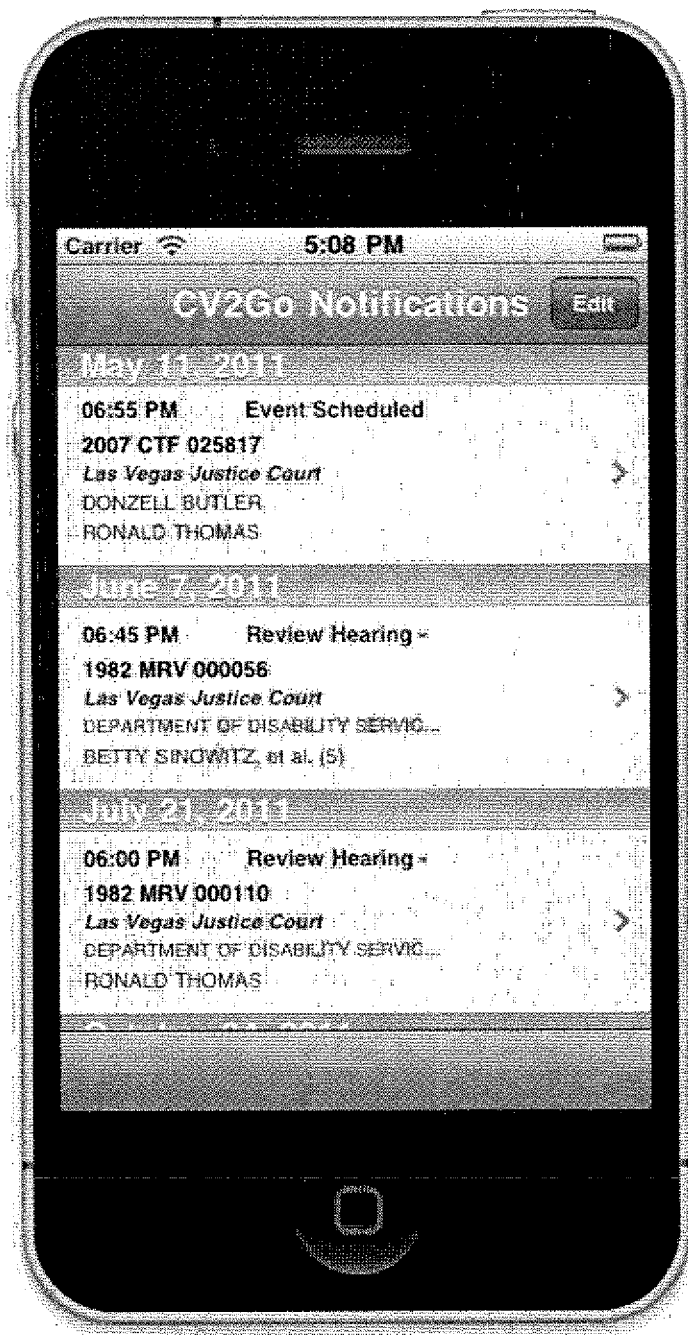 Carrier 5:08 PM
CV2Go Notifications Edit
May 11, 2011
06:55 PM Event Scheduled
2007 CTF 025817
Las Vegas Justice Court
DONZELL BUTLER
RONALD THOMAS
June 7, 2011
06:45 PM Review Hearing -
1982 MRV 000056
Las Vegas Justice Court
DEPARTMENT OF DISABILITY SERVIC...
BETTY SINOWITZ, et al. (5)
July 21, 2011
06:00 PM Review Hearing -
1982 MRV 000110
Las Vegas Justice Court
DEPARTMENT OF DISABILITY SERVIC...
RONALD THOMAS